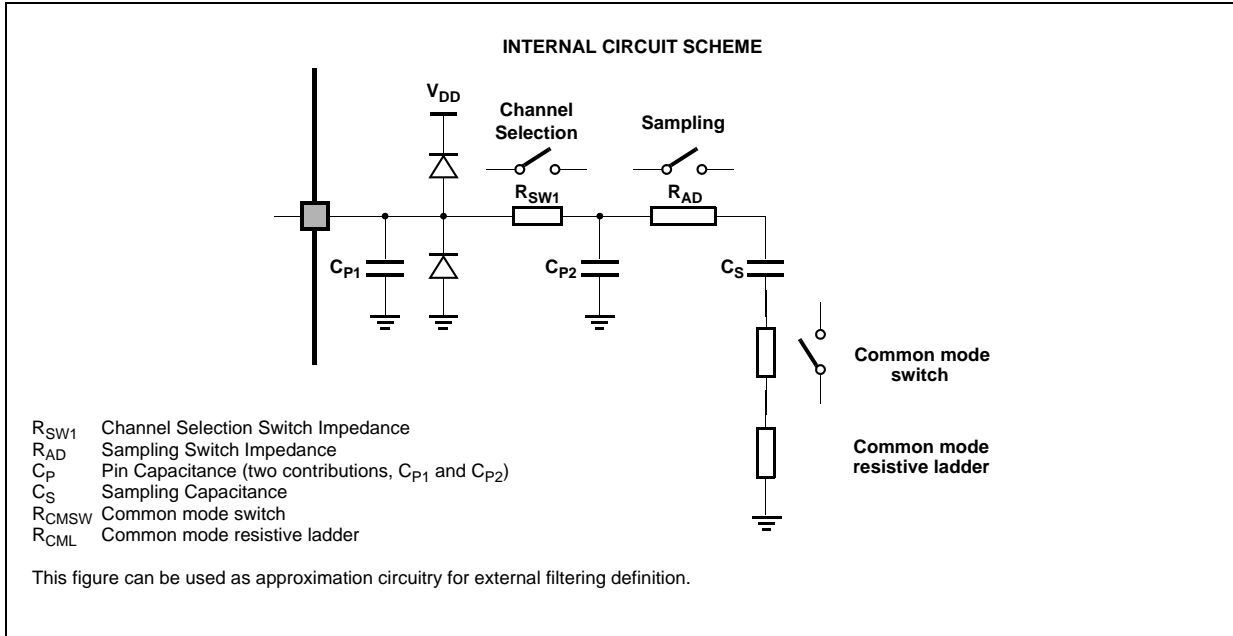 INTERNAL CIRCUIT SCHEME
VDD
Channel
Selection
Sampling
RSW1
RAD
CP1
CP2
CS
Common mode
switch
Common mode
resistive ladder
RSW1 Channel Selection Switch Impedance
RAD Sampling Switch Impedance
CP Pin Capacitance (two contributions, CP1 and CP2)
CS Sampling Capacitance
RCMSW Common mode switch
RCML Common mode resistive ladder
This figure can be used as approximation circuitry for external filtering definition.